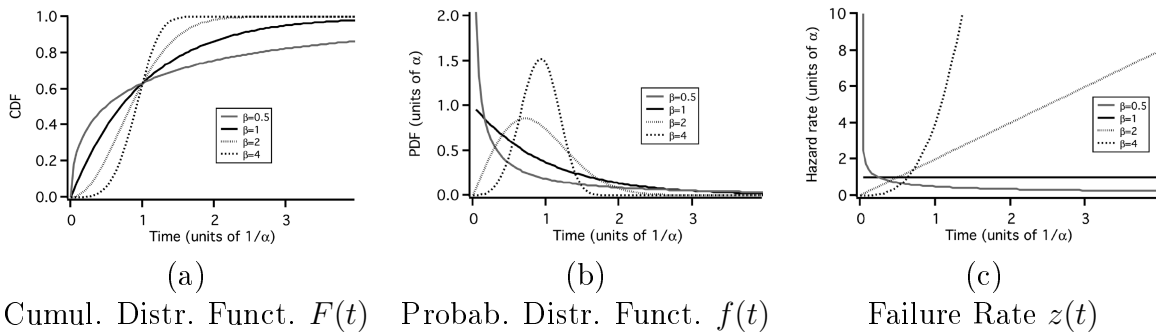 1.0
0.8
0.6
0.4
0.2
0.0
CDF
0 1 2 3
Time (units of 1/α)
β=0.5
β=1
β=2
β=4
2.0
1.5
1.0
0.5
0.0
PDF (units of α)
0 1 2 3
Time (units of 1/α)
β=0.5
β=1
β=2
β=4
10
8
6
4
2
0
Hazard rate (units of α)
0 1 2 3
Time (units of 1/α)
β=0.5
β=1
β=2
β=4
(a) (b) (c)
Cumul. Distr. Funct. F(t) Probab. Distr. Funct. f(t) Failure Rate z(t)